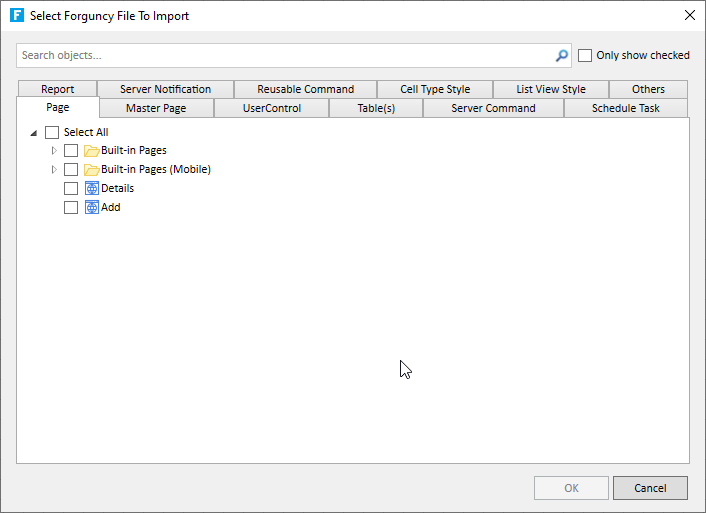 F Select Forguncy File To Import
Search objects...
Only show checked
Report Server Notification Reusable Command Cell Type Style List View Style Others
Page Master Page UserControl Table(s) Server Command Schedule Task
Select All
Built-in Pages
Built-in Pages (Mobile)
Details
Add
OK Cancel